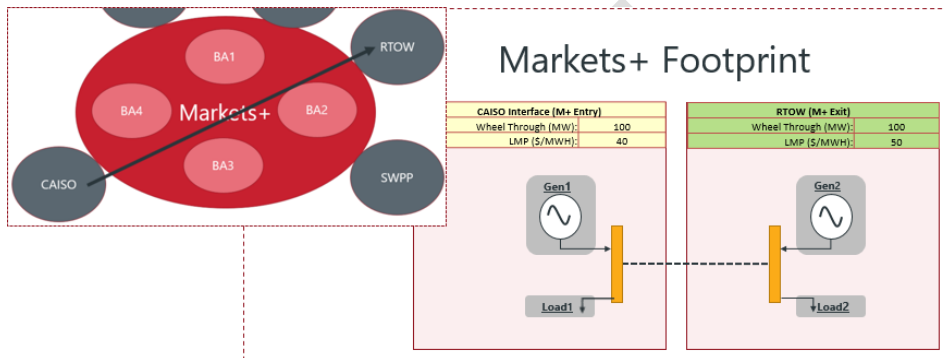 BA1
RTOW
BA4
Markets+
BA2
BA3
CAISO
SWPP
Markets+ Footprint
CAISO Interface (M+ Entry)
Wheel Through (MW): 100
LMP ($/MWH): 40
RTOW (M+ Exit)
Wheel Through (MW): 100
LMP ($/MWH): 50
Gen1
Gen2
Load1
Load2